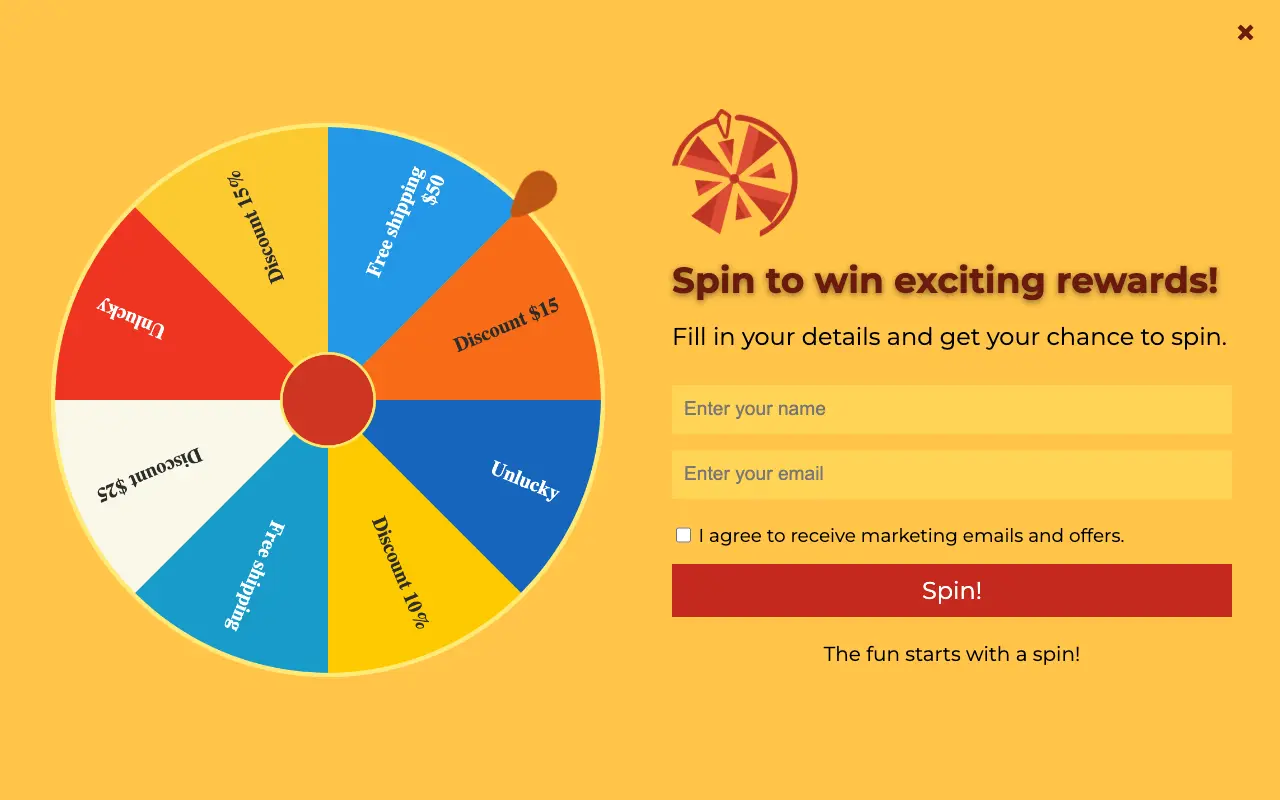 Discount 15%
Free shipping
$50
Discount $15
Unlucky
Discount 10%
Free shipping
Discount $25
Unlucky
✖
Spin to win exciting rewards!
Fill in your details and get your chance to spin.
Enter your name
Enter your email
I agree to receive marketing emails and offers.
Spin!
The fun starts with a spin!